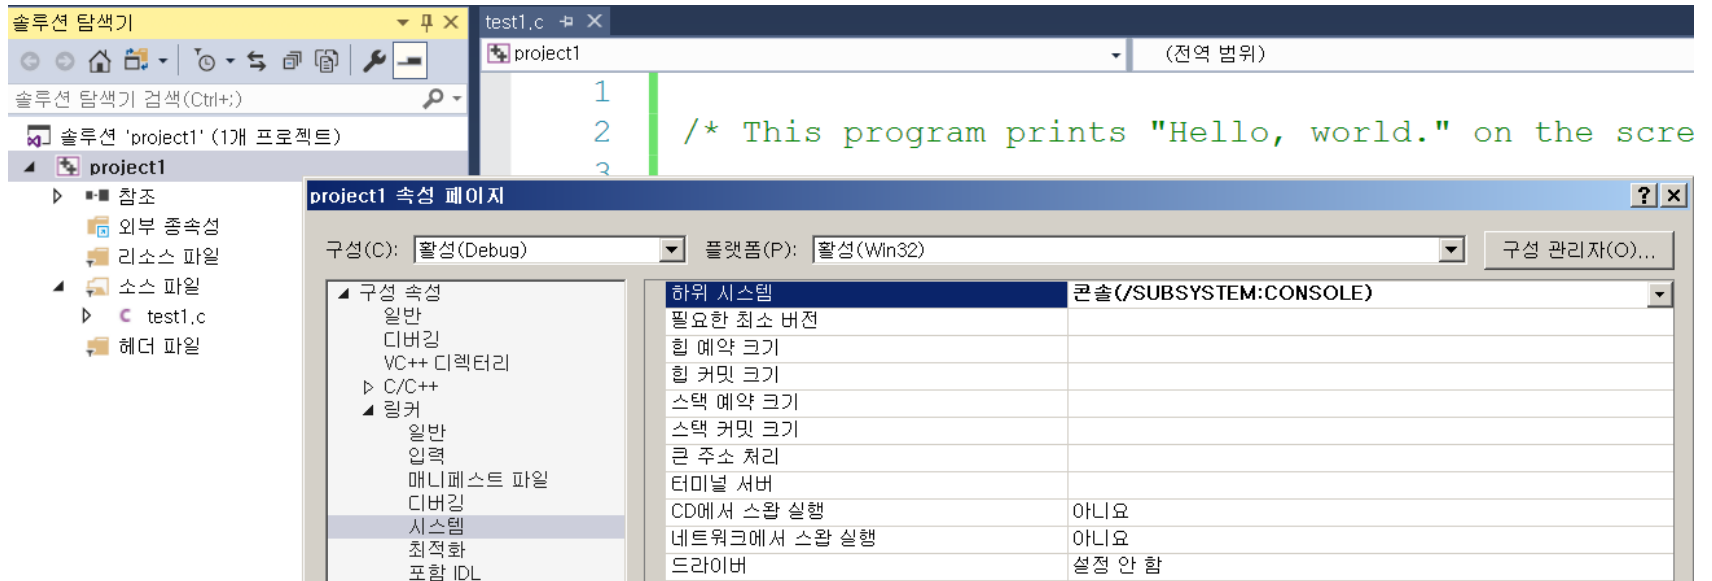 솔루션 탐색기
test1.c
project1
(전역 범위)
솔루션 탐색기 검색(Ctrl+;)
솔루션 'project1' (1개 프로젝트)
project1
참조
외부 종속성
리소스 파일
소스 파일
test1.c
헤더 파일
1
2 /* This program prints "Hello, world." on the scre
3
project1 속성 페이지
구성(C): 활성(Debug) 플랫폼(P): 활성(Win32) 구성 관리자(O)...
구성 속성
일반
디버깅
VC++ 디렉터리
C/C++
링커
일반
입력
매니페스트 파일
디버깅
시스템
최적화
포함 IDL
하위 시스템 콘솔(/SUBSYSTEM:CONSOLE)
필요한 최소 버전
힙 예약 크기
힙 커밋 크기
스택 예약 크기
스택 커밋 크기
큰 주소 처리
터미널 서버
CD에서 스왑 실행 아니요
네트워크에서 스왑 실행 아니요
드라이버 설정 안 함